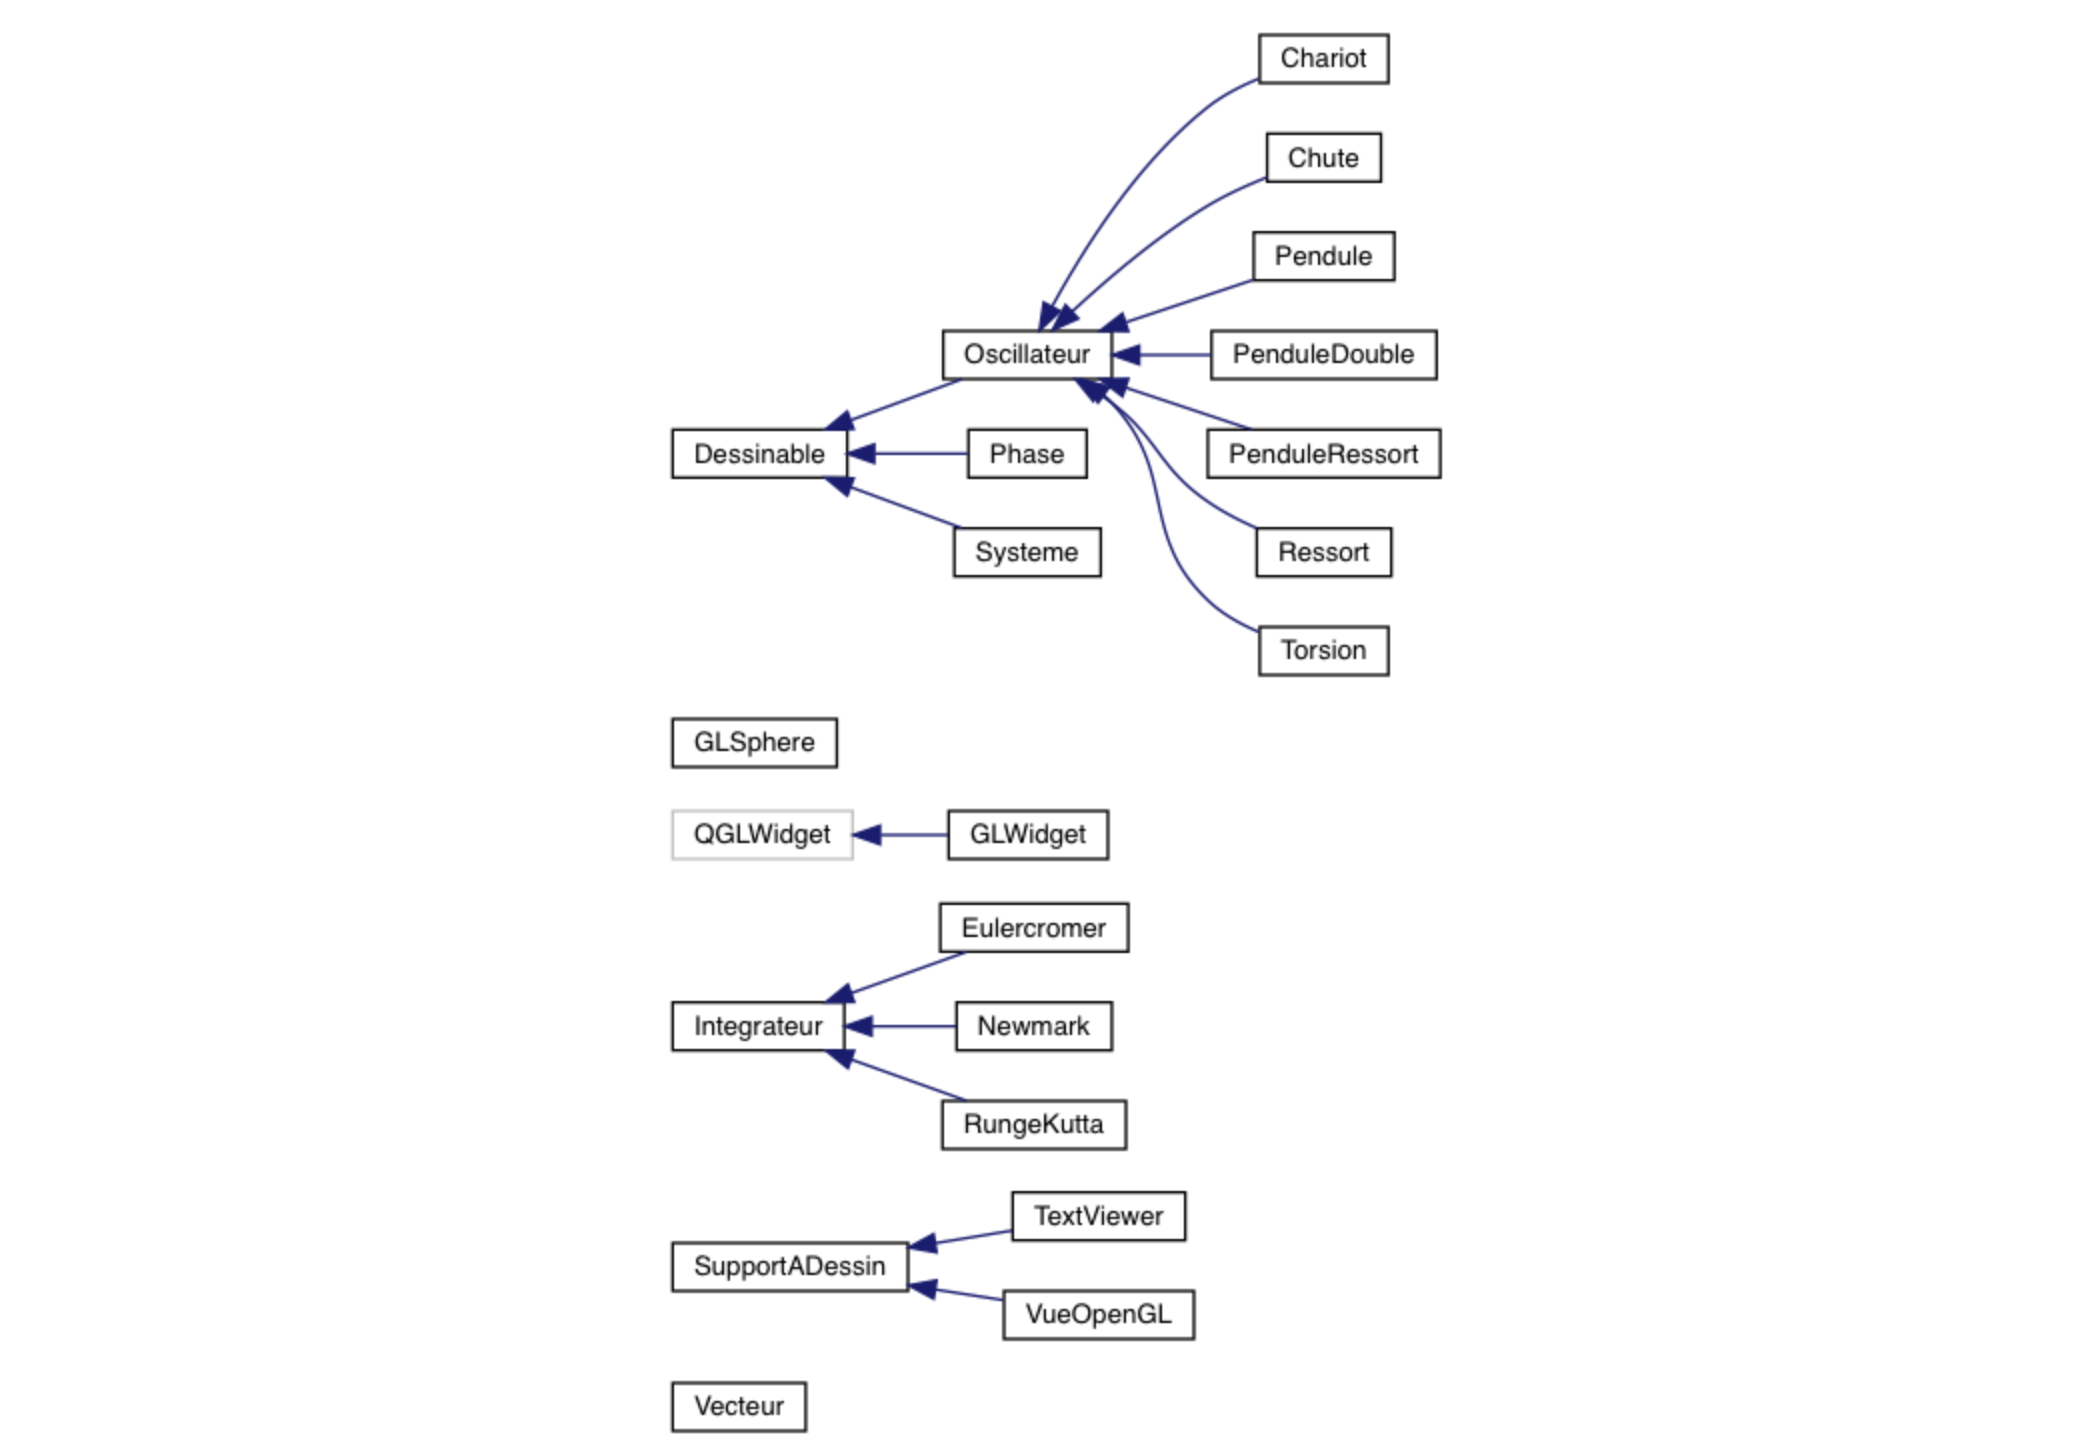 Chariot
Chute
Pendule
Oscillateur
PenduleDouble
Dessinable
Phase
PenduleRessort
Systeme
Ressort
Torsion
GLSphere
QGLWidget
GLWidget
Eulercromer
Integrateur
Newmark
RungeKutta
TextViewer
SupportADessin
VueOpenGL
Vecteur